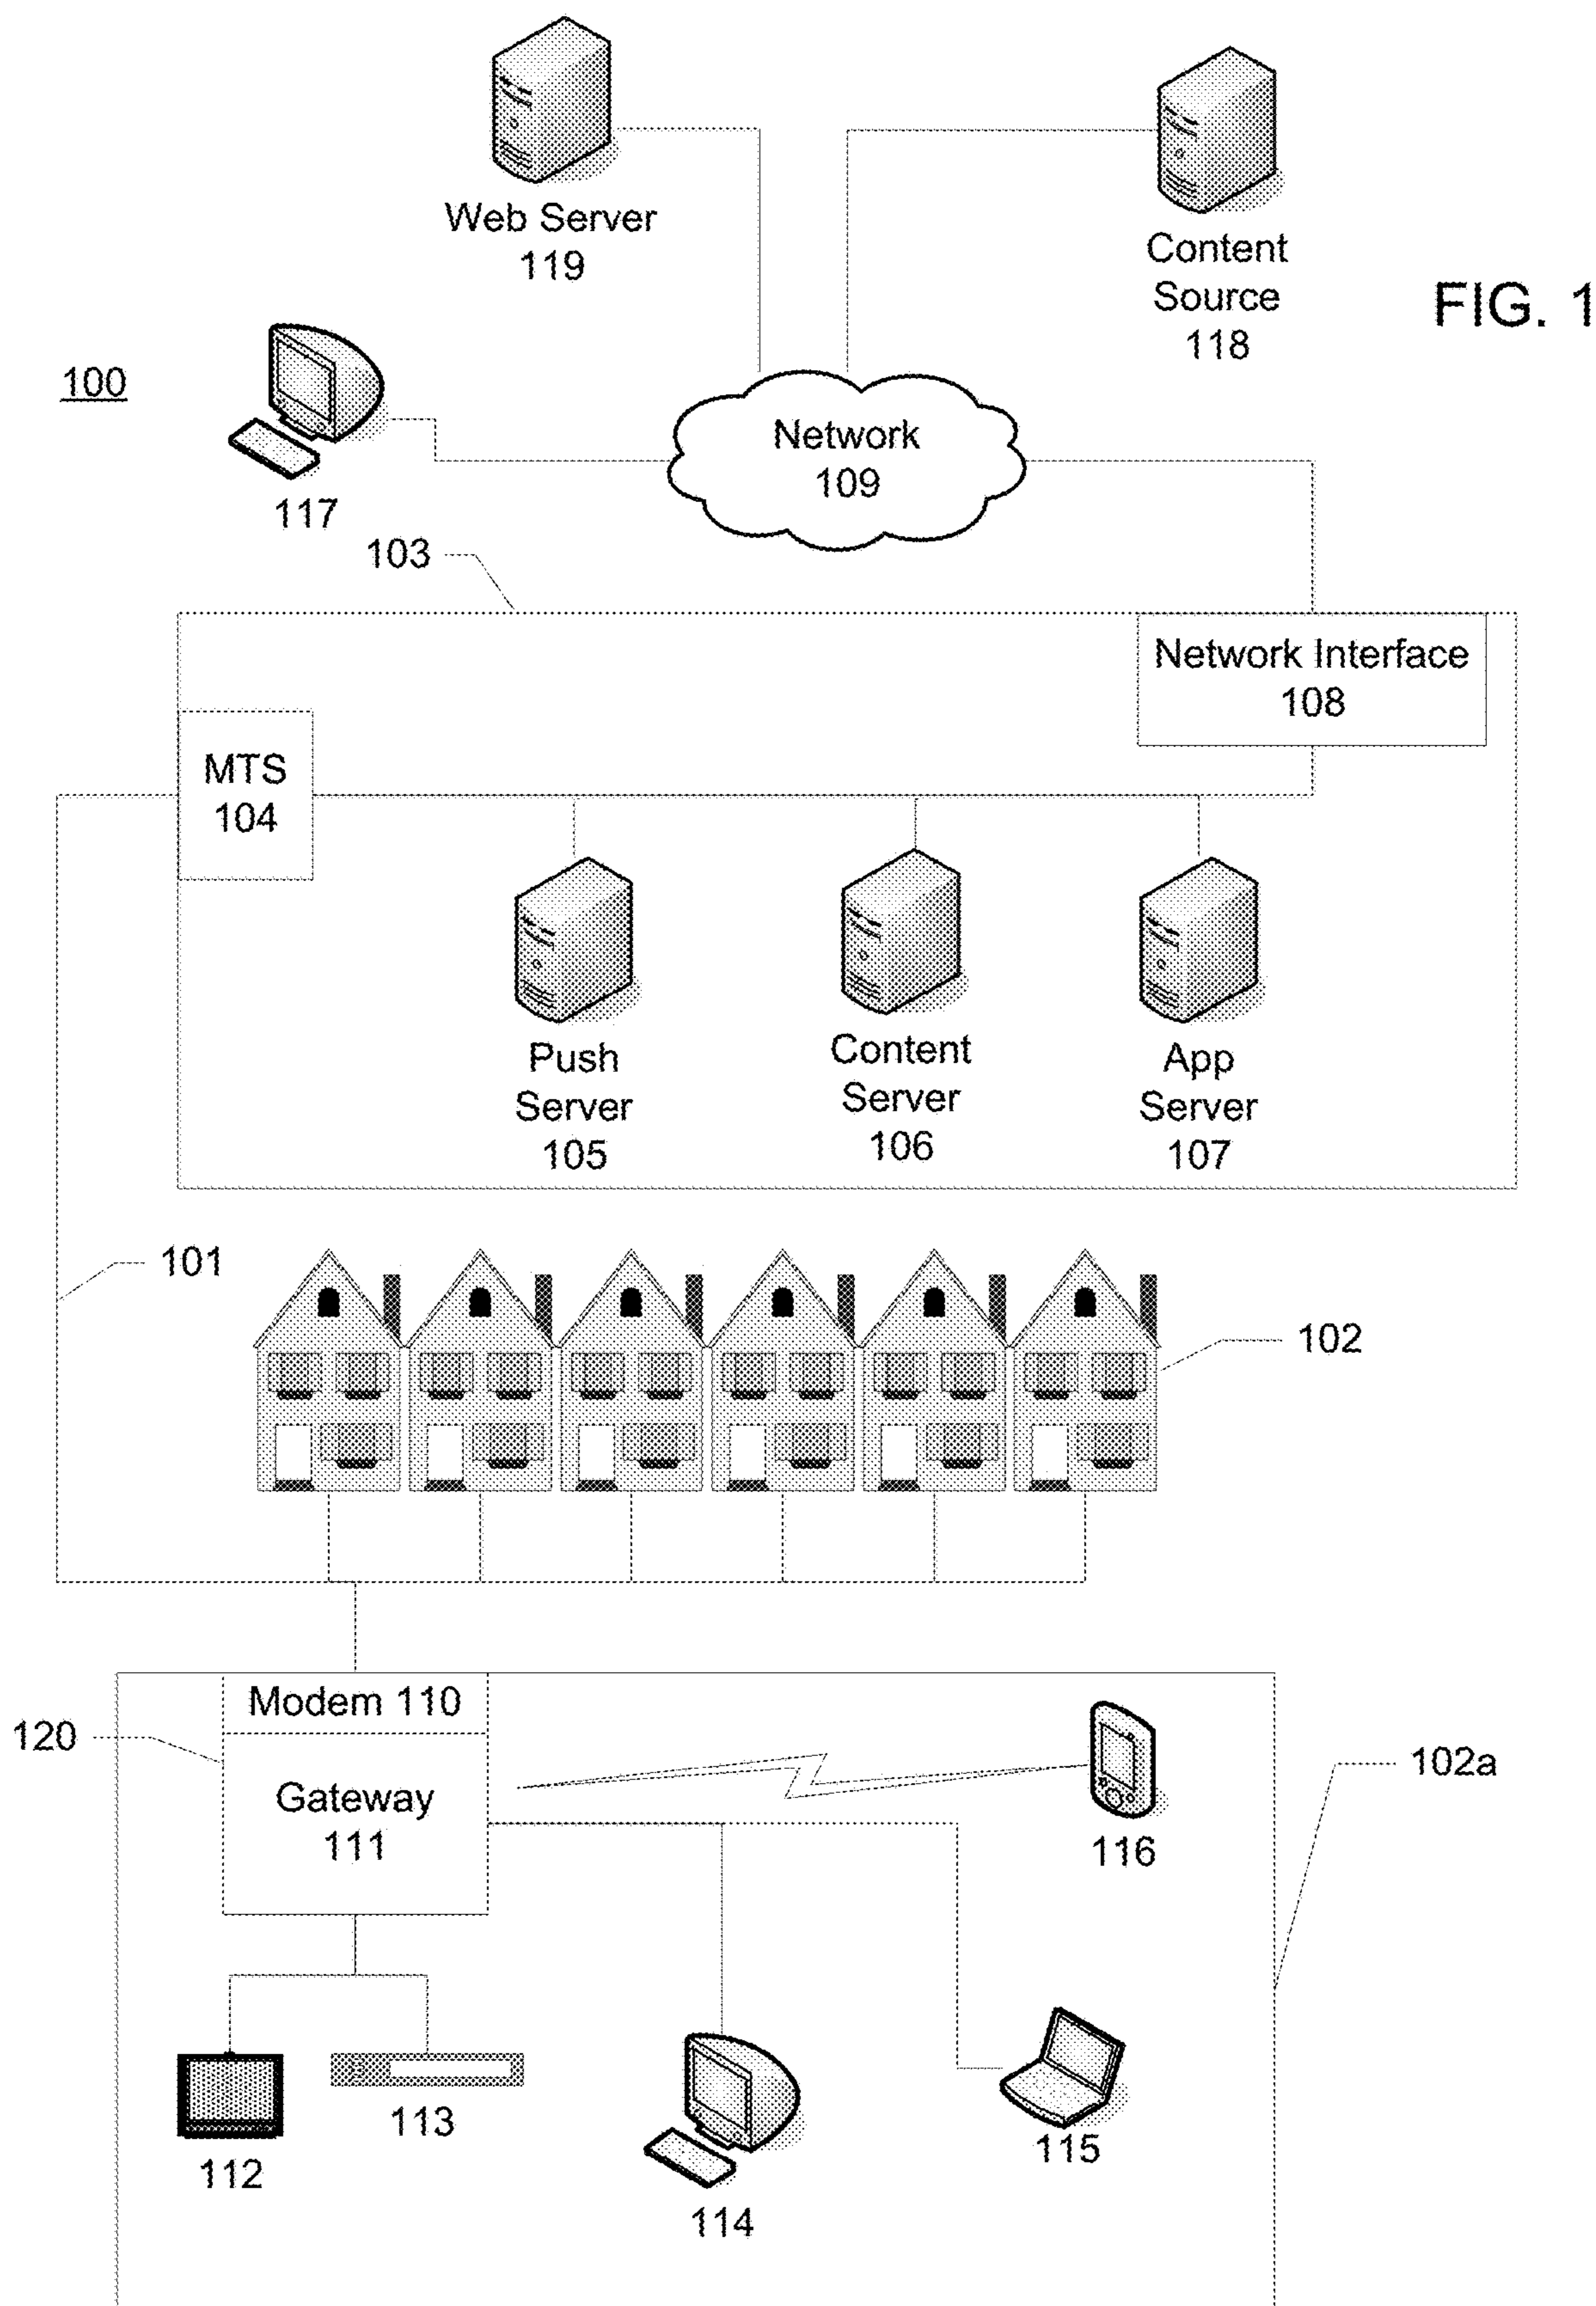 Web Server
119
Content
Source
118
FIG. 1
100
117
Network
109
103
Network Interface
108
MTS
104
Push
Server
105
Content
Server
106
App
Server
107
101
102
Modem 110
120
Gateway
111
102a
116
112
113
114
115